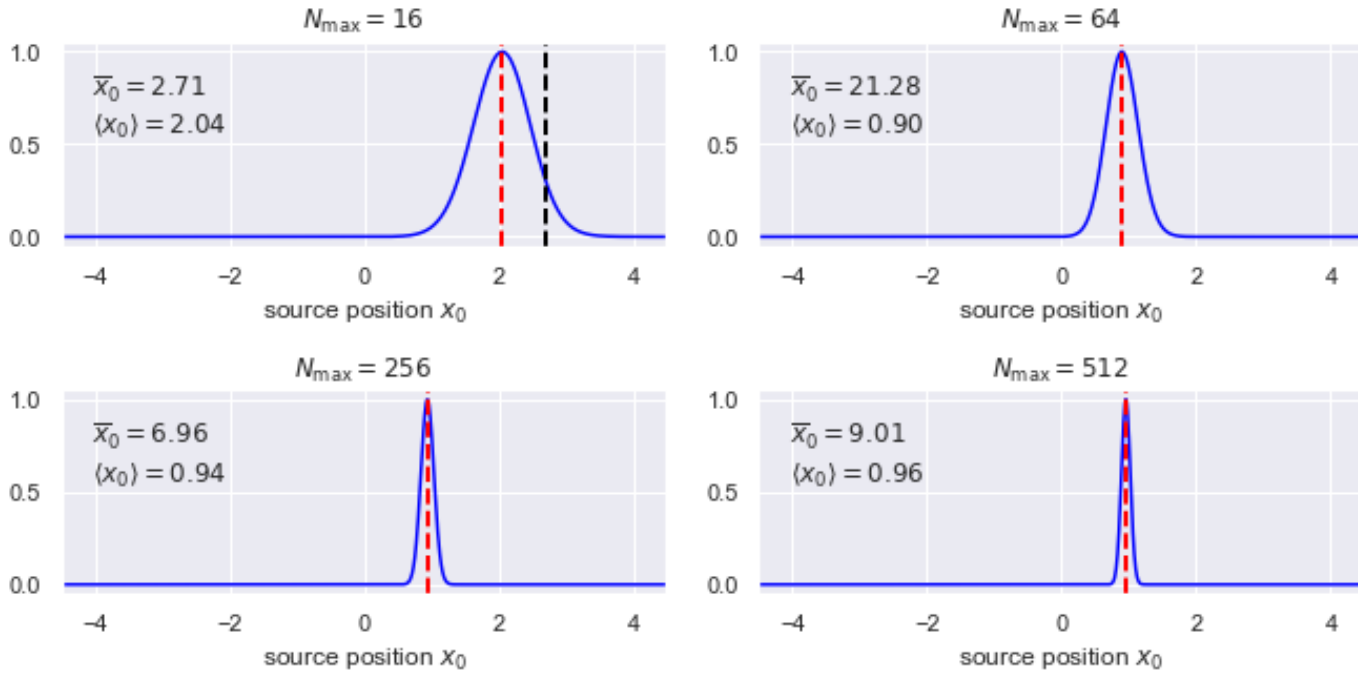 N_max = 16
1.0
0.5
0.0
x̅₀ = 2.71
⟨x₀⟩ = 2.04
−4 −2 0 2 4
source position x₀
N_max = 64
1.0
0.5
0.0
x̅₀ = 21.28
⟨x₀⟩ = 0.90
−4 −2 0 2 4
source position x₀
N_max = 256
1.0
0.5
0.0
x̅₀ = 6.96
⟨x₀⟩ = 0.94
−4 −2 0 2 4
source position x₀
N_max = 512
1.0
0.5
0.0
x̅₀ = 9.01
⟨x₀⟩ = 0.96
−4 −2 0 2 4
source position x₀